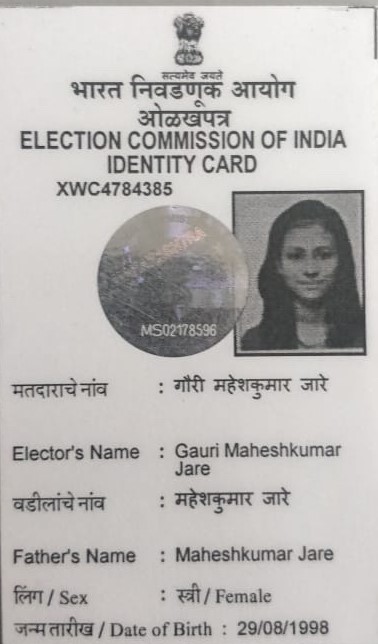 सत्यमेव जयते
भारत निवडणूक आयोग
ओळखपत्र
ELECTION COMMISSION OF INDIA
IDENTITY CARD
XWC4784385
MS02178596
मतदाराचे नांव : गौरी महेशकुमार जारे
Elector's Name : Gauri Maheshkumar
Jare
वडीलांचे नांव : महेशकुमार जारे
Father's Name : Maheshkumar Jare
लिंग / Sex : स्त्री / Female
जन्म तारीख / Date of Birth : 29/08/1998